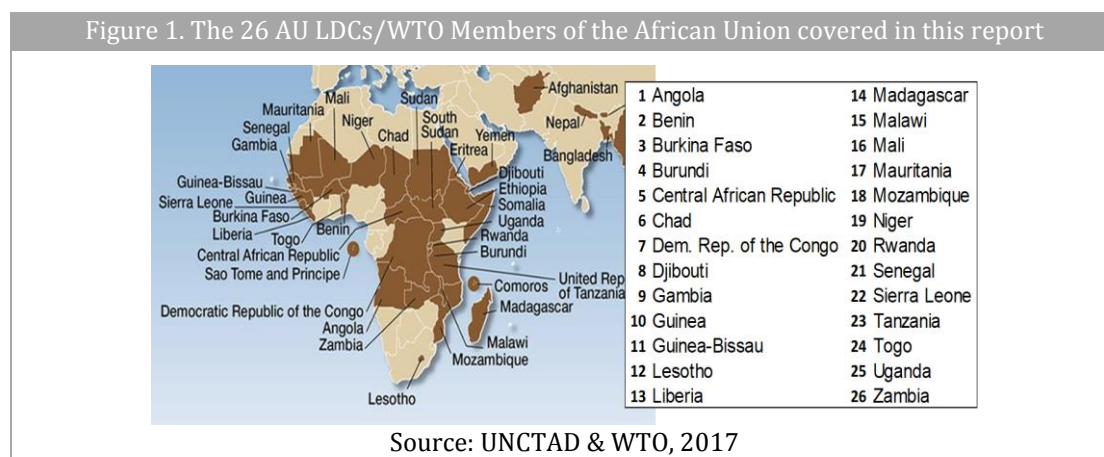 Figure 1. The 26 AU LDCs/WTO Members of the African Union covered in this report
Mauritania
Mali
Niger
Chad
Sudan
South
Sudan
Eritrea
Yemen
Afghanistan
Nepal
Bangladesh
Senegal
Gambia
Guinea-Bissau
Guinea
Sierra Leone
Burkina Faso
Liberia
Togo
Benin
Central African Republic
Sao Tome and Principe
Democratic Republic of the Congo
Angola
Zambia
Lesotho
Djibouti
Ethiopia
Somalia
Uganda
Rwanda
Burundi
United Rep
of Tanzania
Comoros
Madagascar
Malawi
Mozambique
1 Angola
2 Benin
3 Burkina Faso
4 Burundi
5 Central African Republic
6 Chad
7 Dem. Rep. of the Congo
8 Djibouti
9 Gambia
10 Guinea
11 Guinea-Bissau
12 Lesotho
13 Liberia
14 Madagascar
15 Malawi
16 Mali
17 Mauritania
18 Mozambique
19 Niger
20 Rwanda
21 Senegal
22 Sierra Leone
23 Tanzania
24 Togo
25 Uganda
26 Zambia
Source: UNCTAD & WTO, 2017